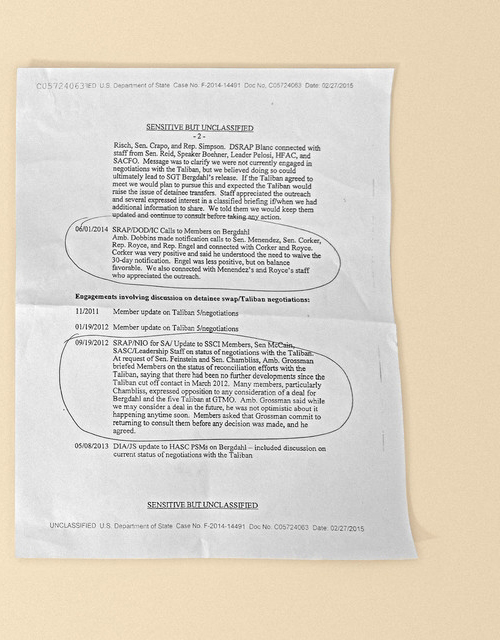 C05724063IED U.S. Department of State Case No. F-2014-14491 Doc No. C05724063 Date: 02/27/2015
SENSITIVE BUT UNCLASSIFIED
- 2 -
Risch, Sen. Crapo, and Rep. Simpson. DSRAP Blanc connected with
staff from Sen. Reid, Speaker Boehner, Leader Pelosi, HFAC, and
SACFO. Message was to clarify we were not currently engaged in
negotiations with the Taliban, but we believed doing so could
ultimately lead to SGT Bergdahl's release. If the Taliban agreed to
meet we would plan to pursue this and expected the Taliban would
raise the issue of detainee transfers. Staff appreciated the outreach
and several expressed interest in a classified briefing if/when we had
additional information to share. We told them we would keep them
updated and continue to consult before taking any action.
06/01/2014 SRAP/DOD/IC Calls to Members on Bergdahl
Amb. Dobbins made notification calls to Sen. Menendez, Sen. Corker,
Rep. Royce, and Rep. Engel and connected with Corker and Royce.
Corker was very positive and said he understood the need to waive the
30-day notification. Engel was less positive, but on balance
favorable. We also connected with Menendez's and Royce's staff
who appreciated the outreach.
Engagements involving discussion on detainee swap/Taliban negotiations:
11/2011 Member update on Taliban 5/negotiations
01/19/2012 Member update on Taliban 5/negotiations
09/19/2012 SRAP/NIO for SA/ Update to SSCI Members, Sen McCain,
SASC/Leadership Staff on status of negotiations with the Taliban.
At request of Sen. Feinstein and Sen. Chambliss, Amb. Grossman
briefed Members on the status of reconciliation efforts with the
Taliban, saying that there had been no further developments since the
Taliban cut off contact in March 2012. Many members, particularly
Chambliss, expressed opposition to any consideration of a deal for
Bergdahl and the five Taliban at GTMO. Amb. Grossman said while
we may consider a deal in the future, he was not optimistic about it
happening anytime soon. Members asked that Grossman commit to
returning to consult them before any decision was made, and he
agreed.
05/08/2013 DIA/JS update to HASC PSMs on Bergdahl – included discussion on
current status of negotiations with the Taliban
SENSITIVE BUT UNCLASSIFIED
UNCLASSIFIED U.S. Department of State Case No. F-2014-14491 Doc No. C05724063 Date: 02/27/2015